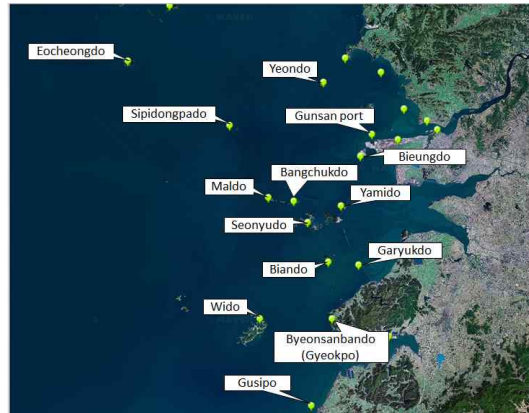 Eocheongdo
Yeondo
Sipidongpado
Gunsan port
Bieungdo
Bangchukdo
Maldo
Yamido
Seonyudo
Garyukdo
Biando
Wido
Byeonsanbando
(Gyeokpo)
Gusipo